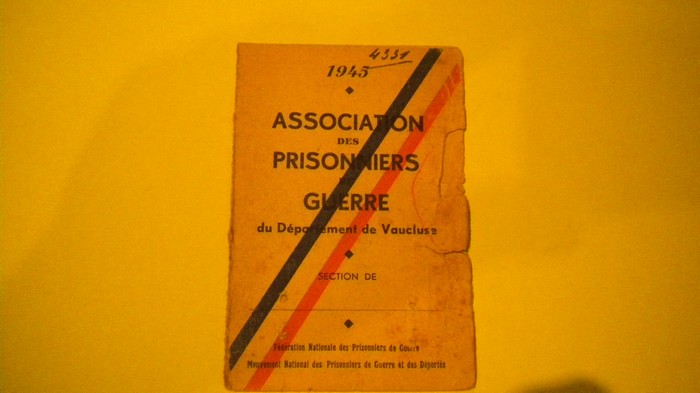 4331
1945
ASSOCIATION
DES
PRISONNIERS
DE
GUERRE
du Département de Vaucluse
SECTION DE
Fédération Nationale des Prisonniers de Guerre
Mouvement National des Prisonniers de Guerre et des Déportés